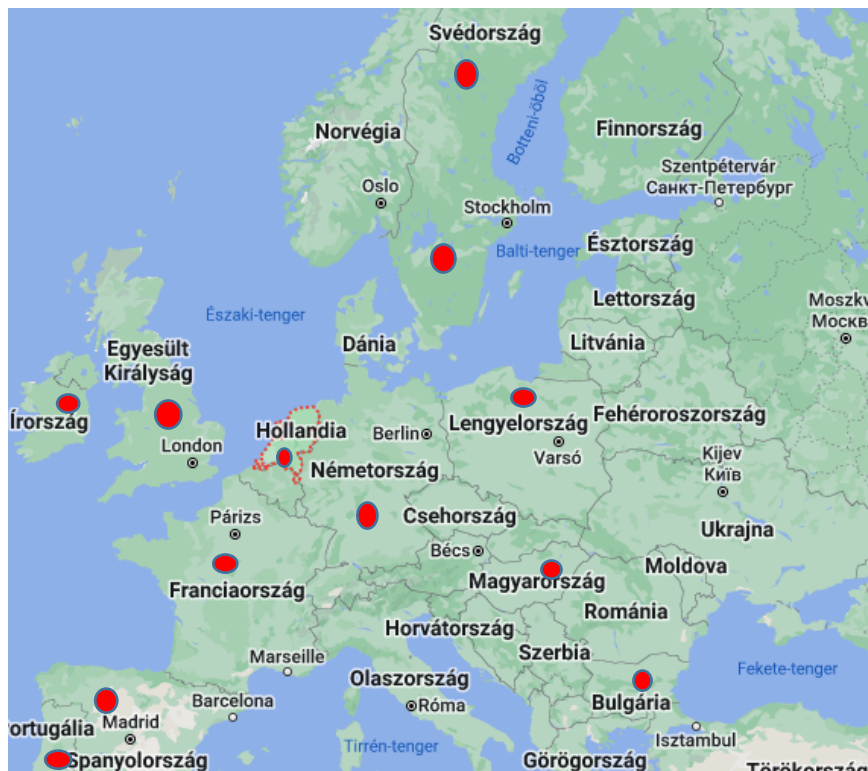 Svédország
Botteni-öböl
Norvégia
Finnország
Szentpétervár
Санкт-Петербург
Oslo
Stockholm
Balti-tenger
Észtország
Lettország
Moszkv
Москв
Északi-tenger
Dánia
Litvánia
Egyesült
Királyság
Írország
Hollandia
Berlin
Lengyelország
Fehéroroszország
London
Varsó
Németország
Kijev
Київ
Párizs
Csehország
Ukrajna
Bécs
Moldova
Franciaország
Magyarország
Románia
Horvátország
Marseille
Szerbia
Olaszország
Fekete-tenger
Barcelona
Róma
Bulgária
Portugália
Madrid
Isztambul
Tirrén-tenger
Spanyolország
Görögország
Törökország